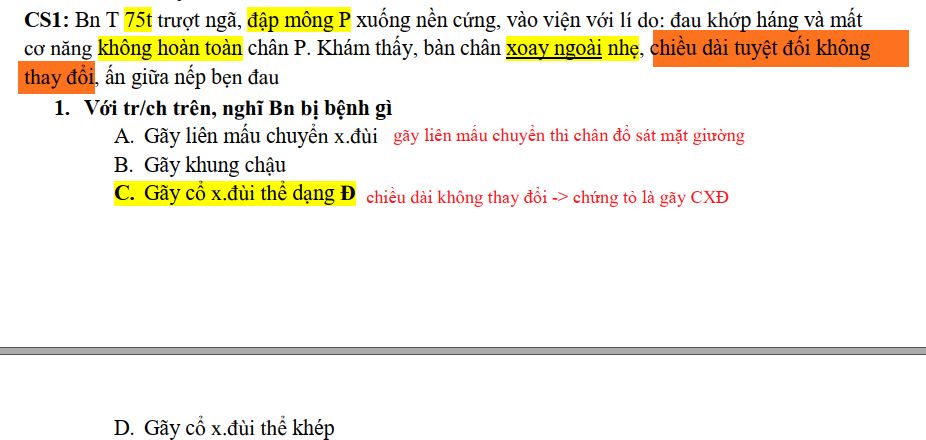 CS1: Bn T 75t trượt ngã, đập mông P xuống nền cứng, vào viện với lí do: đau khớp háng và mất
cơ năng không hoàn toàn chân P. Khám thấy, bàn chân xoay ngoài nhẹ, chiều dài tuyệt đối không
thay đổi, ấn giữa nếp bẹn đau
1. Với tr/ch trên, nghĩ Bn bị bệnh gì
A. Gãy liên mấu chuyển x.đùi gãy liên mấu chuyển thì chân đổ sát mặt giường
B. Gãy khung chậu
C. Gãy cổ x.đùi thể dạng Đ chiều dài không thay đổi -> chứng tỏ là gãy CXĐ
D. Gãy cổ x.đùi thể khép